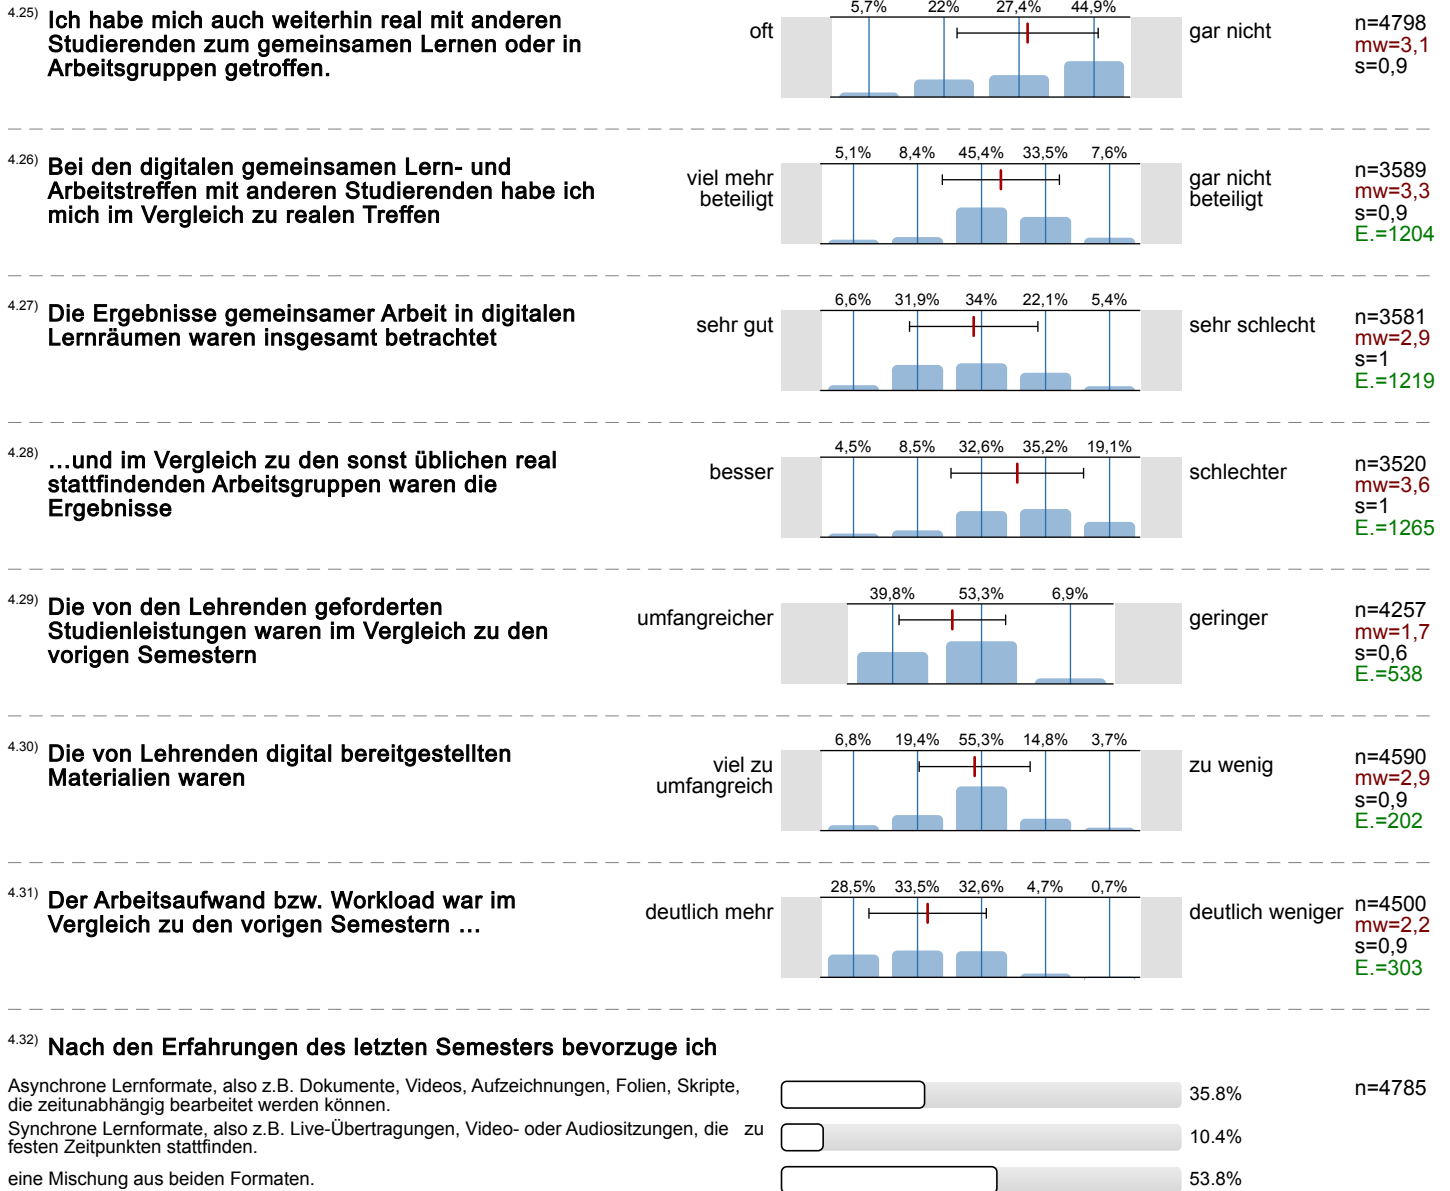 4.25) Ich habe mich auch weiterhin real mit anderen
Studierenden zum gemeinsamen Lernen oder in
Arbeitsgruppen getroffen.
oft
5,7% 22% 27,4% 44,9%
gar nicht
n=4798
mw=3,1
s=0,9
4.26) Bei den digitalen gemeinsamen Lern- und
Arbeitstreffen mit anderen Studierenden habe ich
mich im Vergleich zu realen Treffen
viel mehr
beteiligt
5,1% 8,4% 45,4% 33,5% 7,6%
gar nicht
beteiligt
n=3589
mw=3,3
s=0,9
E.=1204
4.27) Die Ergebnisse gemeinsamer Arbeit in digitalen
Lernräumen waren insgesamt betrachtet
sehr gut
6,6% 31,9% 34% 22,1% 5,4%
sehr schlecht
n=3581
mw=2,9
s=1
E.=1219
4.28) ...und im Vergleich zu den sonst üblichen real
stattfindenden Arbeitsgruppen waren die
Ergebnisse
besser
4,5% 8,5% 32,6% 35,2% 19,1%
schlechter
n=3520
mw=3,6
s=1
E.=1265
4.29) Die von den Lehrenden geforderten
Studienleistungen waren im Vergleich zu den
vorigen Semestern
umfangreicher
39,8% 53,3% 6,9%
geringer
n=4257
mw=1,7
s=0,6
E.=538
4.30) Die von Lehrenden digital bereitgestellten
Materialien waren
viel zu
umfangreich
6,8% 19,4% 55,3% 14,8% 3,7%
zu wenig
n=4590
mw=2,9
s=0,9
E.=202
4.31) Der Arbeitsaufwand bzw. Workload war im
Vergleich zu den vorigen Semestern ...
deutlich mehr
28,5% 33,5% 32,6% 4,7% 0,7%
deutlich weniger
n=4500
mw=2,2
s=0,9
E.=303
4.32) Nach den Erfahrungen des letzten Semesters bevorzuge ich
Asynchrone Lernformate, also z.B. Dokumente, Videos, Aufzeichnungen, Folien, Skripte,
die zeitunabhängig bearbeitet werden können.
35.8%
n=4785
Synchrone Lernformate, also z.B. Live-Übertragungen, Video- oder Audiositzungen, die zu
festen Zeitpunkten stattfinden.
10.4%
eine Mischung aus beiden Formaten.
53.8%